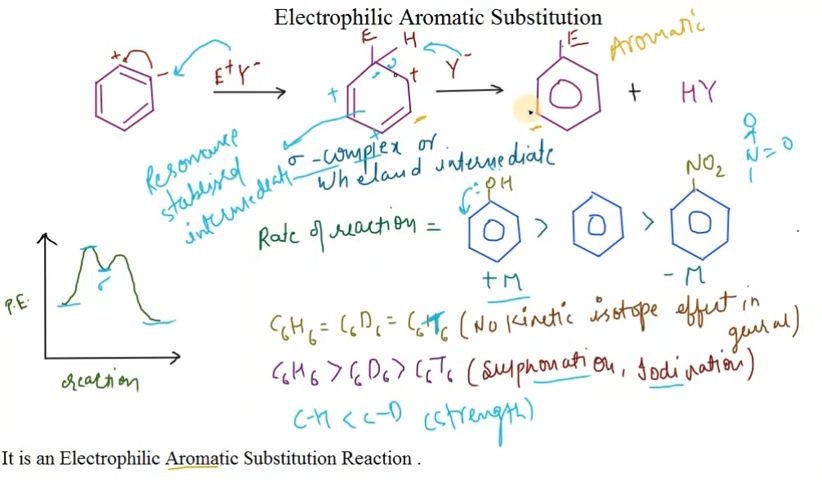 Electrophilic Aromatic Substitution
E
H
E
Aromatic
+
-
E⁺Y⁻
+
+
+
Y⁻
+
HY
Resonance
stablized
intermediate
σ-complex or
Wheland intermediate
O
↑
N=O
|
NO₂
Rate of reaction =
:OH
>
>
+M
-M
P.E.
σ
reaction
C₆H₆ = C₆D₆ = C₆T₆ (No Kinetic isotope effect in
general)
C₆H₆ > C₆D₆ > C₆T₆ (Sulphonation, Iodination)
C-H < C-D (strength)
It is an Electrophilic Aromatic Substitution Reaction .